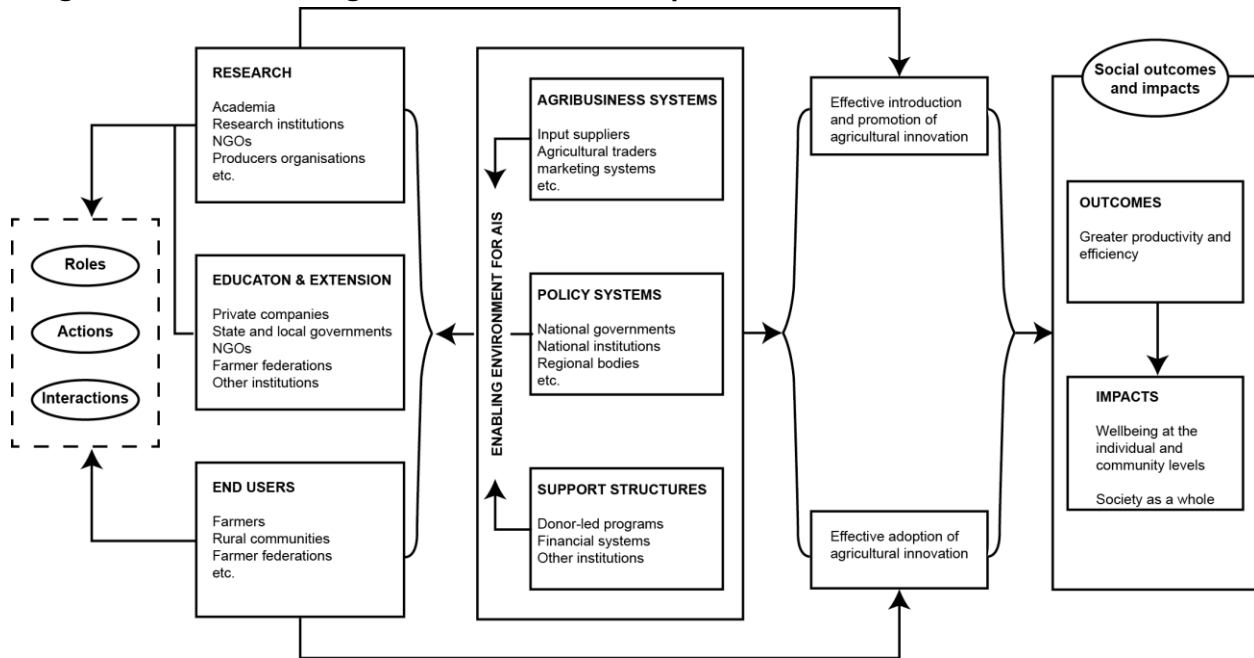 RESEARCH
Academia
Research institutions
NGOs
Producers organisations
etc.
Roles
Actions
Interactions
EDUCATON & EXTENSION
Private companies
State and local governments
NGOs
Farmer federations
Other institutions
END USERS
Farmers
Rural communities
Farmer federations
etc.
ENABLING ENVIRONMENT FOR AIS
AGRIBUSINESS SYSTEMS
Input suppliers
Agricultural traders
marketing systems
etc.
POLICY SYSTEMS
National governments
National institutions
Regional bodies
etc.
SUPPORT STRUCTURES
Donor-led programs
Financial systems
Other institutions
Effective introduction
and promotion of
agricultural innovation
Effective adoption of
agricultural innovation
Social outcomes
and impacts
OUTCOMES
Greater productivity and
efficiency
IMPACTS
Wellbeing at the
individual and
community levels
Society as a whole